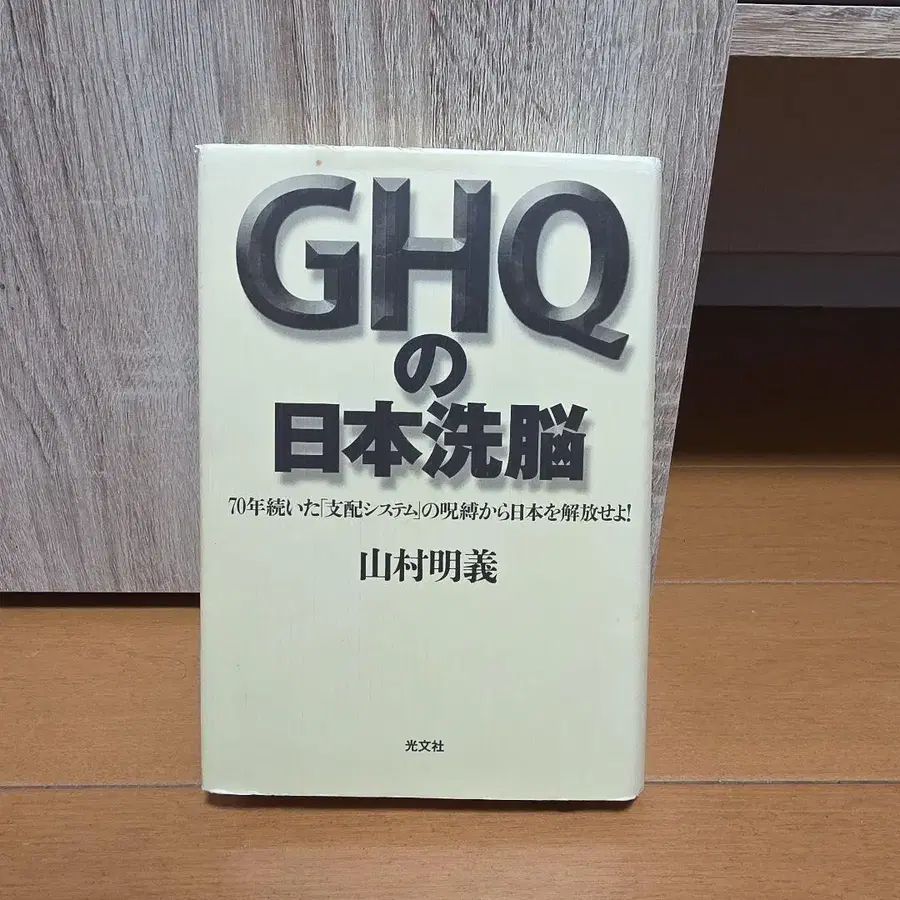 GHQ
の
日本洗脳
70年続いた「支配システム」の呪縛から日本を解放せよ!
山村明義
光文社